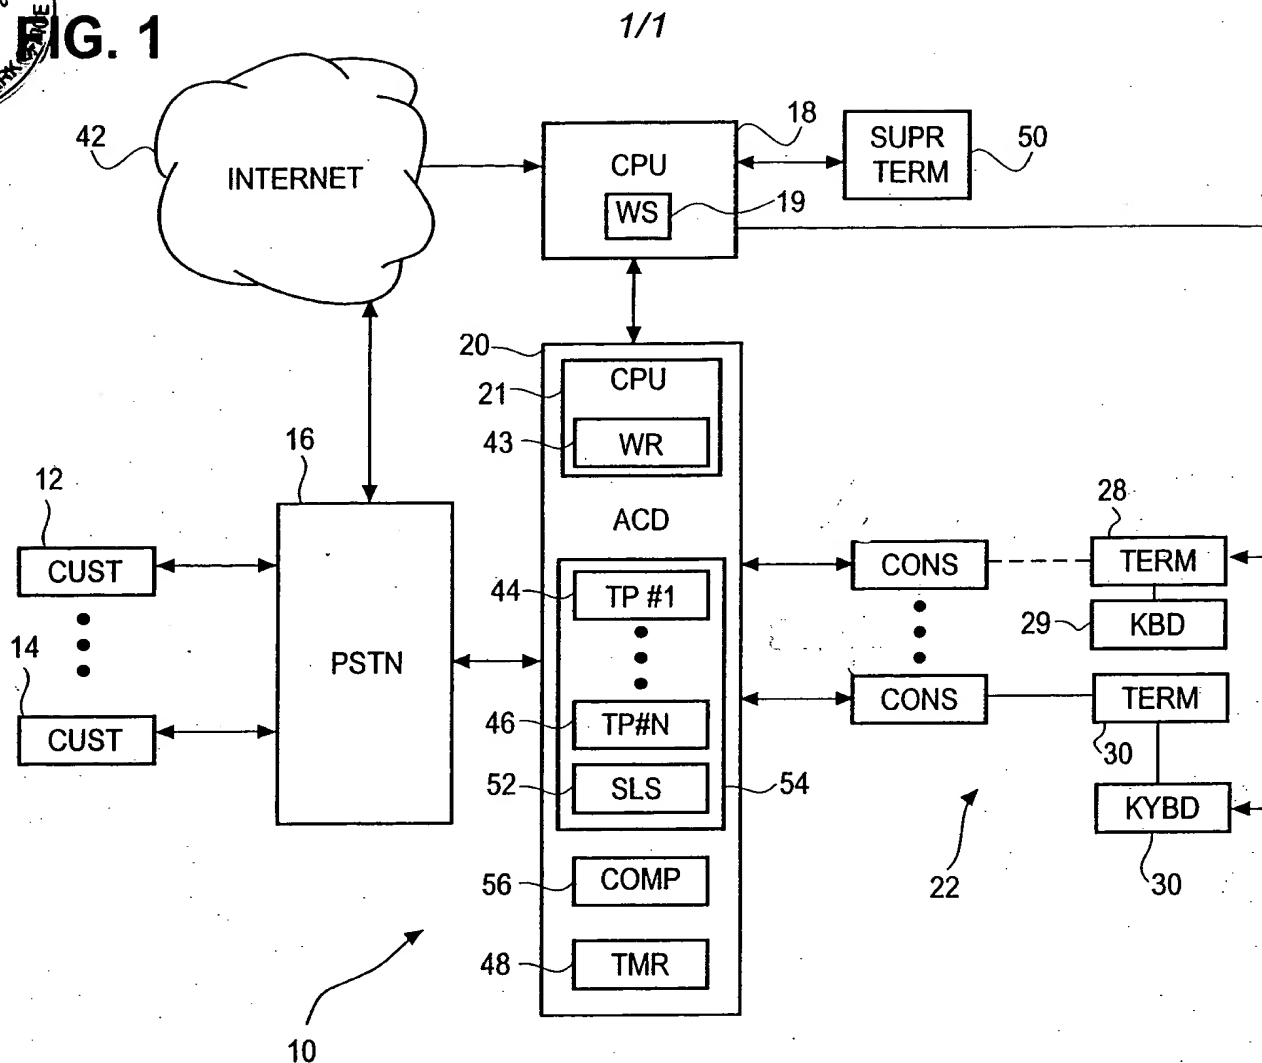 FIG. 1
1/1
42
INTERNET
CPU
WS
18
19
SUPR
TERM
50
20
21
CPU
43
WR
ACD
16
12
CUST
14
CUST
PSTN
44
TP #1
46
TP#N
52
SLS
54
56
COMP
48
TMR
CONS
CONS
28
TERM
29
KBD
TERM
30
KYBD
30
22
10